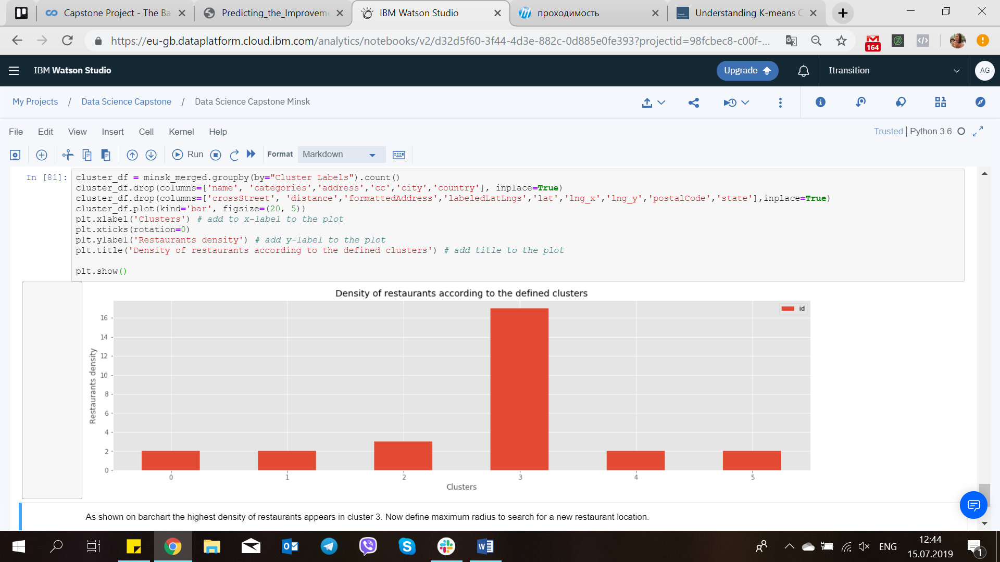 Capstone Project - The Ba
Predicting_the_Improveme
IBM Watson Studio
проходимость
Understanding K-means C
https://eu-gb.dataplatform.cloud.ibm.com/analytics/notebooks/v2/d32d5f60-3f44-4d3e-882c-0d885e0fe393?projectid=98fcbec8-c00f-...
164
IBM Watson Studio
Upgrade
Itransition
AG
My Projects / Data Science Capstone / Data Science Capstone Minsk
File Edit View Insert Cell Kernel Help
Trusted | Python 3.6
Run
Format
Markdown
In [81]:
cluster_df = minsk_merged.groupby(by="Cluster Labels").count()
cluster_df.drop(columns=['name', 'categories','address','cc','city','country'], inplace=True)
cluster_df.drop(columns=['crossStreet', 'distance','formattedAddress','labeledLatLngs','lat','lng_x','lng_y','postalCode','state'],inplace=True)
cluster_df.plot(kind='bar', figsize=(20, 5))
plt.xlabel('Clusters') # add to x-label to the plot
plt.xticks(rotation=0)
plt.ylabel('Restaurants density') # add y-label to the plot
plt.title('Density of restaurants according to the defined clusters') # add title to the plot
plt.show()
Density of restaurants according to the defined clusters
id
Restaurants density
16
14
12
10
8
6
4
2
0
0 1 2 3 4 5
Clusters
As shown on barchart the highest density of restaurants appears in cluster 3. Now define maximum radius to search for a new restaurant location.
ENG
12:44
15.07.2019
1